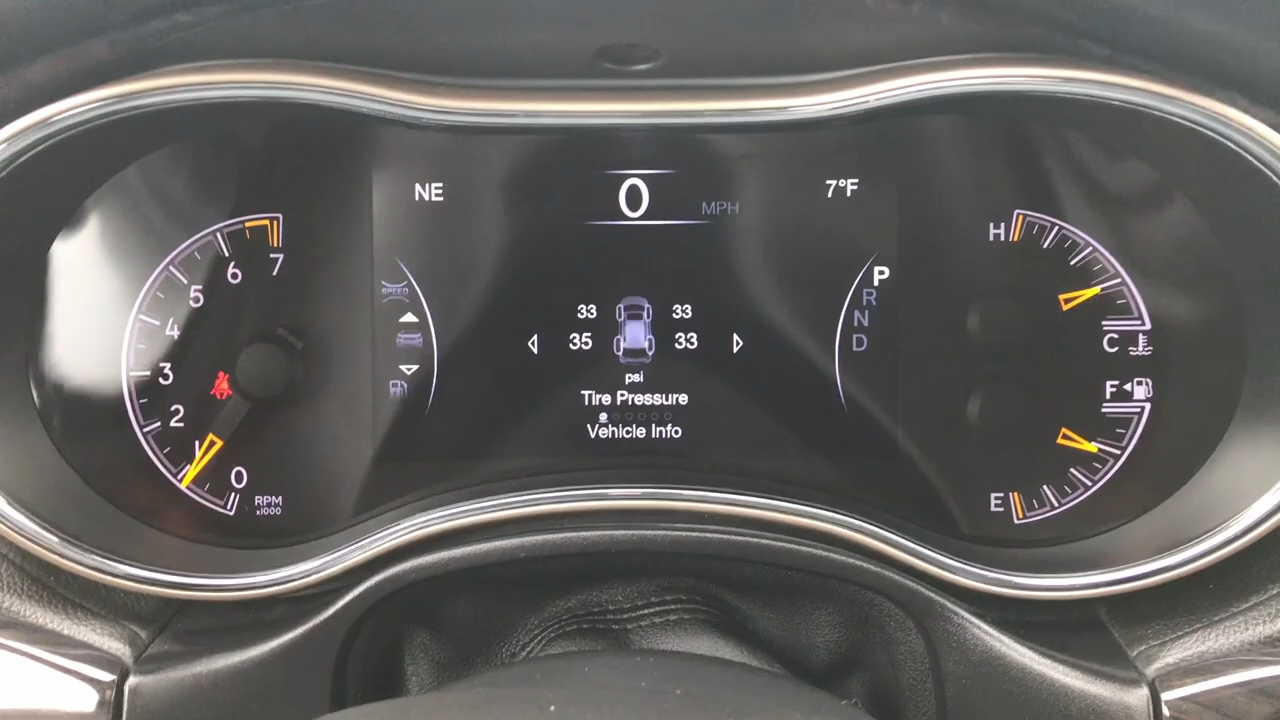 NE
0 MPH
7°F
7
6
5
4
3
2
1
0
RPM
x1000
SPEED
33 33
35 33
psi
Tire Pressure
Vehicle Info
P
R
N
D
H
C
F
E